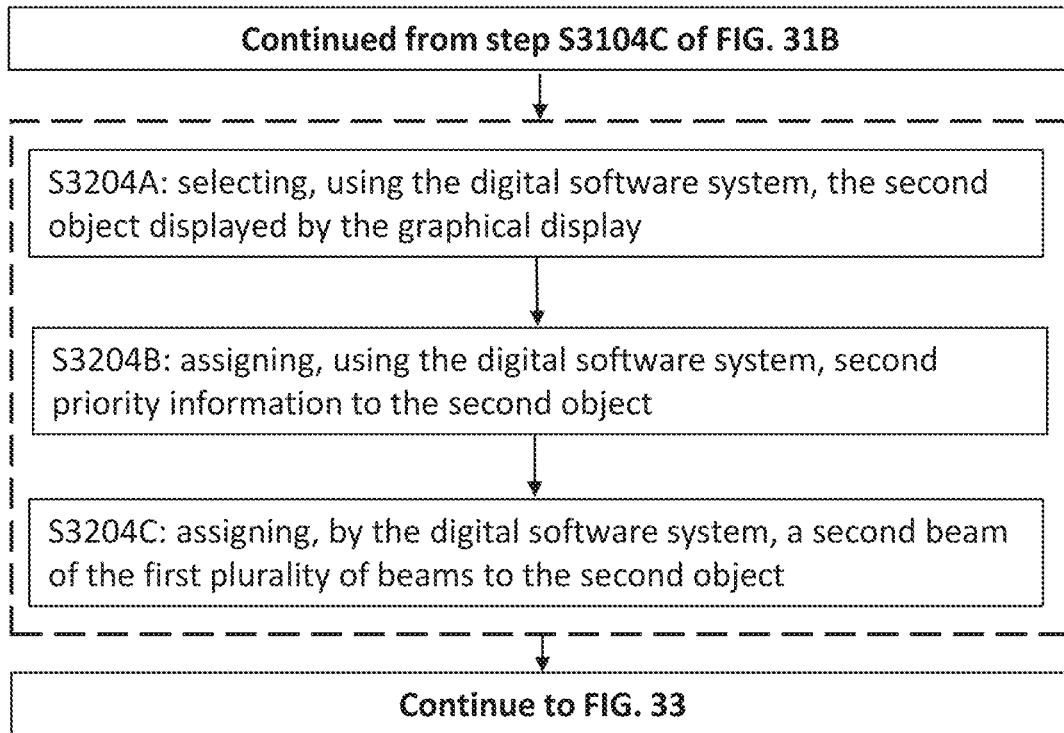 Continued from step S3104C of FIG. 31B
S3204A: selecting, using the digital software system, the second
object displayed by the graphical display
S3204B: assigning, using the digital software system, second
priority information to the second object
S3204C: assigning, by the digital software system, a second beam
of the first plurality of beams to the second object
Continue to FIG. 33